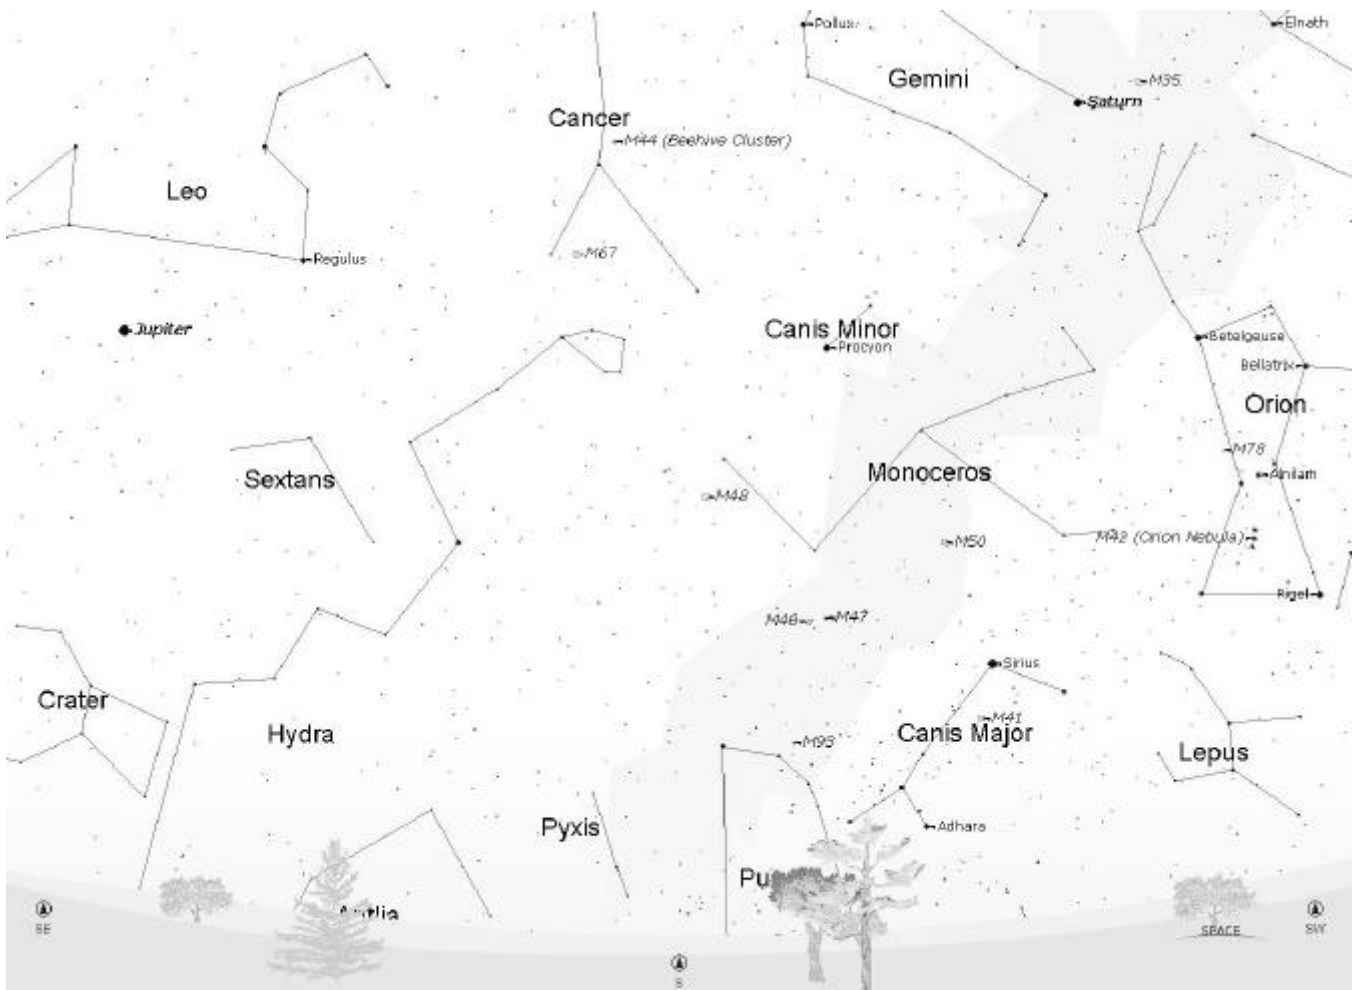 Pollux
Elnath
Gemini
M35
Saturn
Cancer
M44 (Beehive Cluster)
Leo
M67
Regulus
Jupiter
Canis Minor
Procyon
Betelgeuse
Bellatrix
Orion
M78
Alnilam
Sextans
Monoceros
M48
M50
M42 (Orion Nebula)
Rigel
M46
M47
Sirius
Crater
Hydra
M41
Canis Major
M93
Lepus
Pyxis
Adhara
Pu
SE
SPACE
SW
S